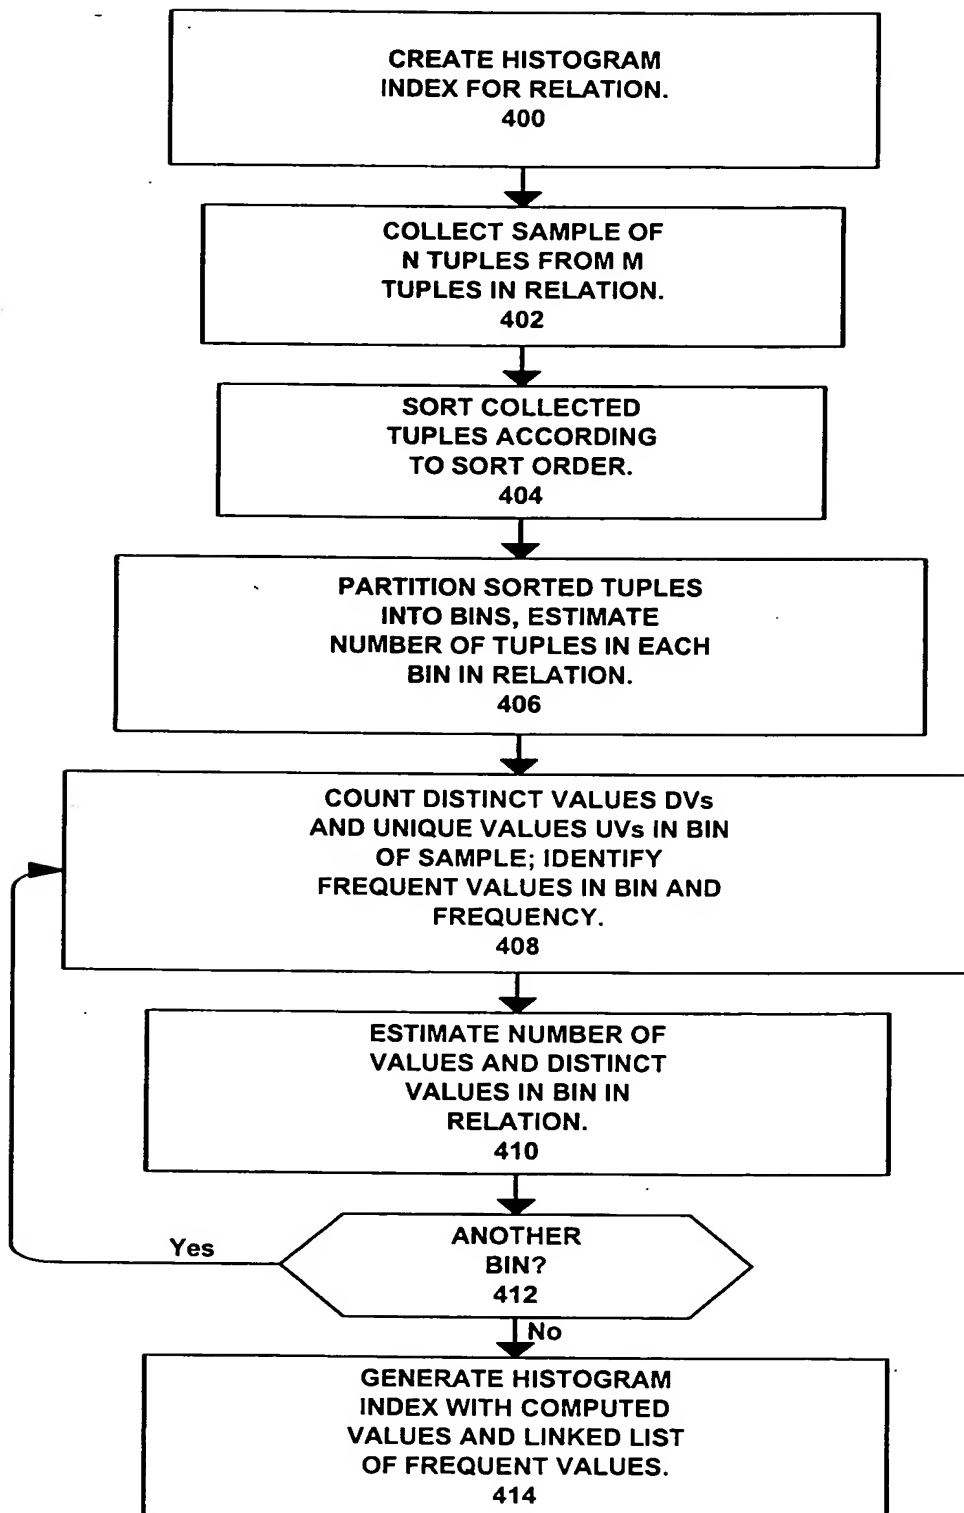 CREATE HISTOGRAM
INDEX FOR RELATION.
400
COLLECT SAMPLE OF
N TUPLES FROM M
TUPLES IN RELATION.
402
SORT COLLECTED
TUPLES ACCORDING
TO SORT ORDER.
404
PARTITION SORTED TUPLES
INTO BINS, ESTIMATE
NUMBER OF TUPLES IN EACH
BIN IN RELATION.
406
COUNT DISTINCT VALUES DVs
AND UNIQUE VALUES UVs IN BIN
OF SAMPLE; IDENTIFY
FREQUENT VALUES IN BIN AND
FREQUENCY.
408
ESTIMATE NUMBER OF
VALUES AND DISTINCT
VALUES IN BIN IN
RELATION.
410
ANOTHER
BIN?
412
Yes
No
GENERATE HISTOGRAM
INDEX WITH COMPUTED
VALUES AND LINKED LIST
OF FREQUENT VALUES.
414